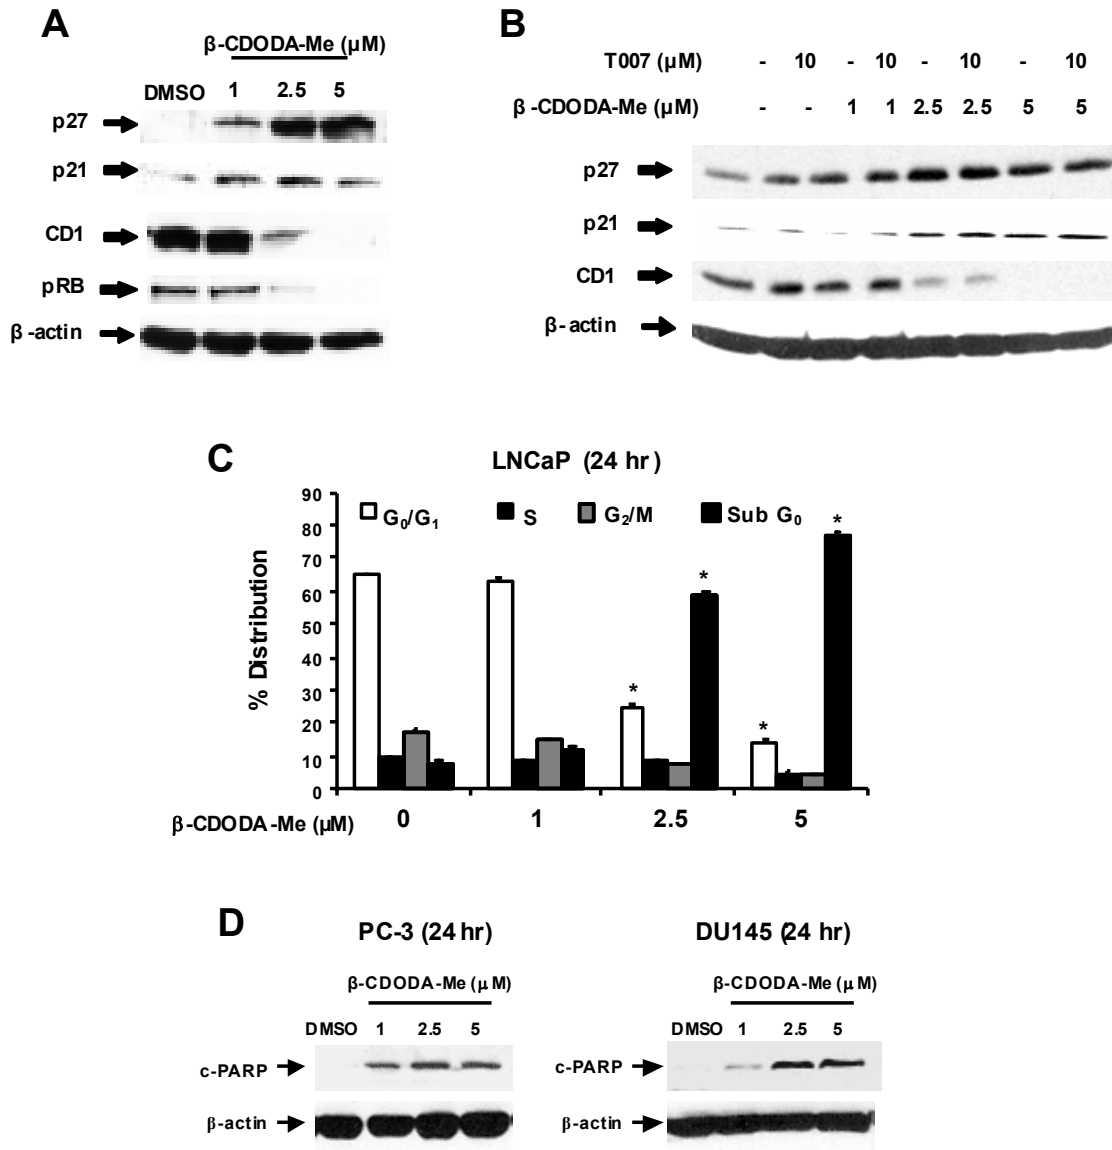 A
β-CDODA-Me (µM)
DMSO 1 2.5 5
p27
p21
CD1
pRB
β-actin
B
T007 (µM) - 10 - 10 - 10 - 10
β-CDODA-Me (µM) - - 1 1 2.5 2.5 5 5
p27
p21
CD1
β-actin
C
LNCaP (24 hr)
G0/G1 S G2/M Sub G0
% Distribution
90
80
70
60
50
40
30
20
10
0
* * * *
β-CDODA-Me (µM) 0 1 2.5 5
D
PC-3 (24 hr)
β-CDODA-Me (µM)
DMSO 1 2.5 5
c-PARP
β-actin
DU145 (24 hr)
β-CDODA-Me (µM)
DMSO 1 2.5 5
c-PARP
β-actin